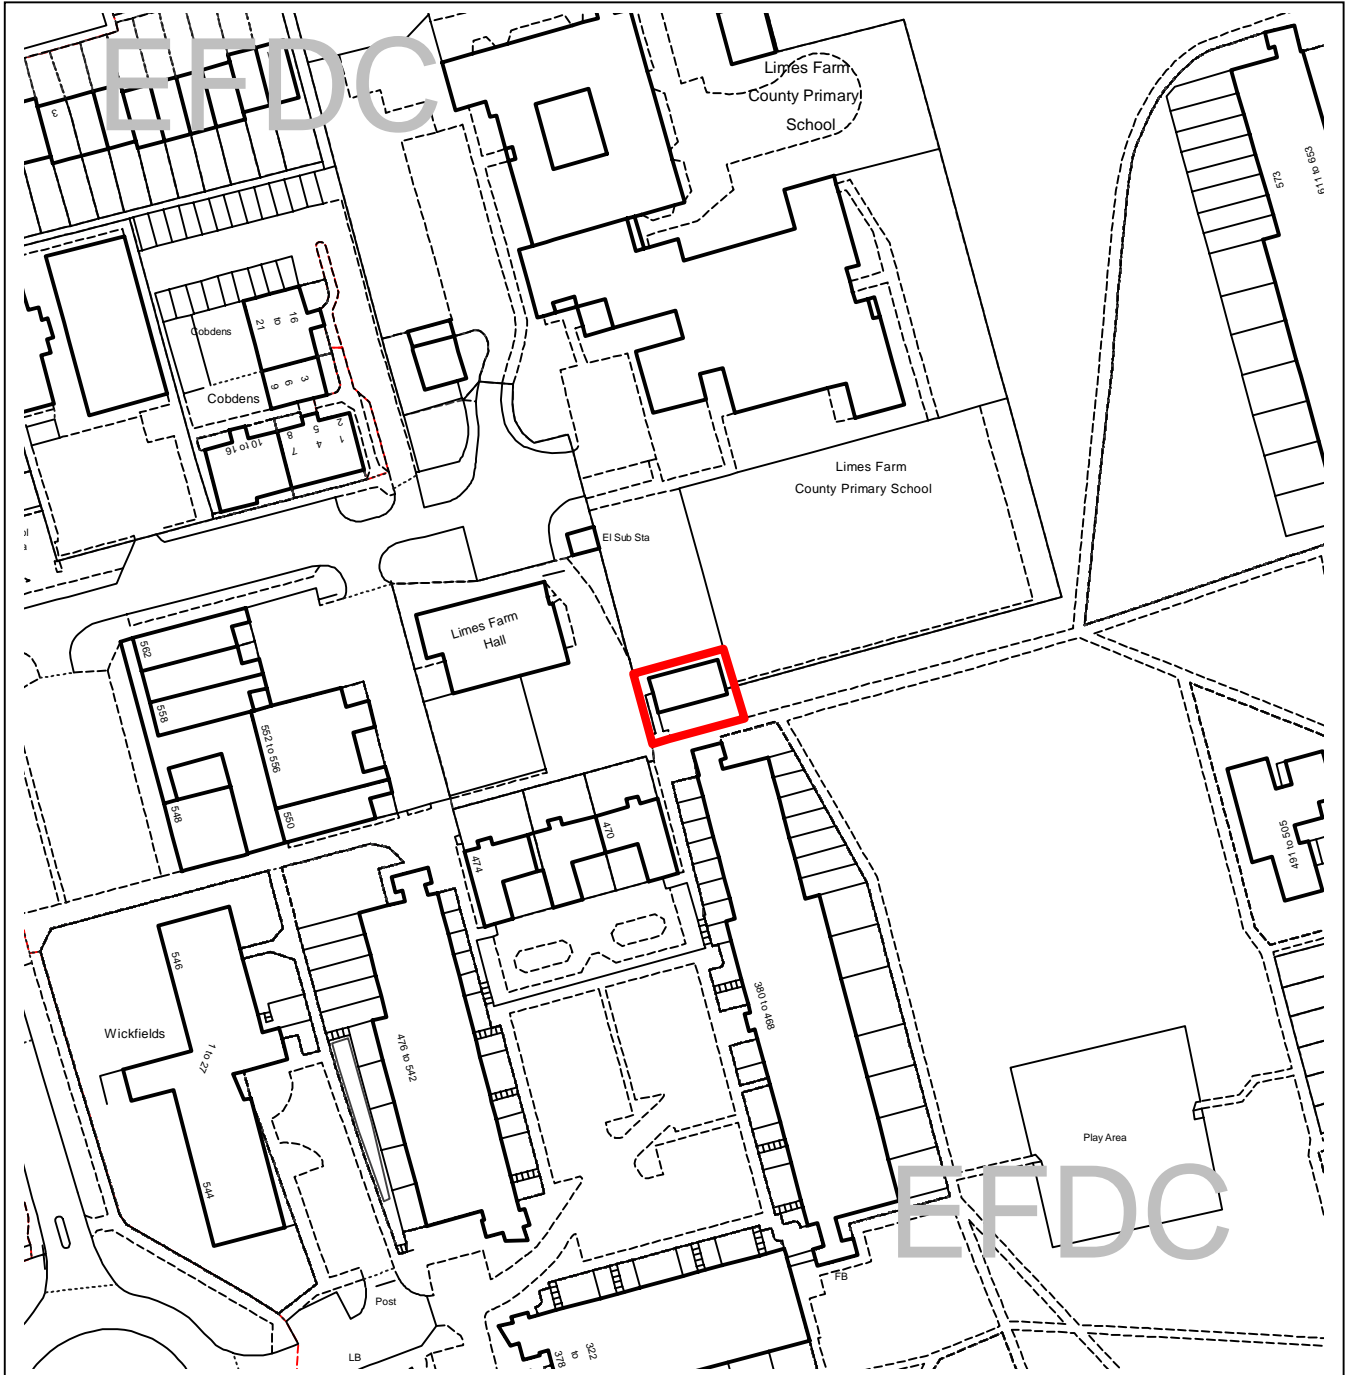 EFDC
Limes Farm
County Primary
School
3
611 to 653
573
Cobdens
16
to
21
3
6
9
Cobdens
2
1
5
4
8
7
10 to 16
Limes Farm
County Primary School
El Sub Sta
Limes Farm
Hall
562
558
552 to 556
548
550
470
474
491 to 505
546
Wickfields
1 to 27
476 to 542
380 to 468
544
Play Area
EFDC
FB
Post
LB
322
to
378